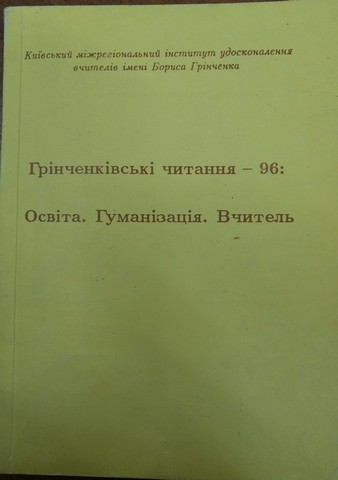 Київський міжрегіональний інститут удосконалення
вчителів імені Бориса Грінченка
Грінченківські читання – 96:
Освіта. Гуманізація. Вчитель